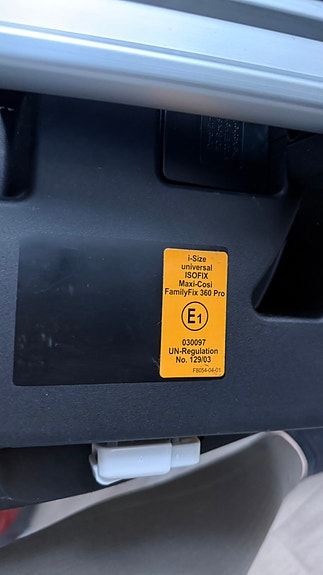 i-Size
universal
ISOFIX
Maxi-Cosi
FamilyFix 360 Pro
E1
030097
UN-Regulation
No. 129/03
F8054-04-01